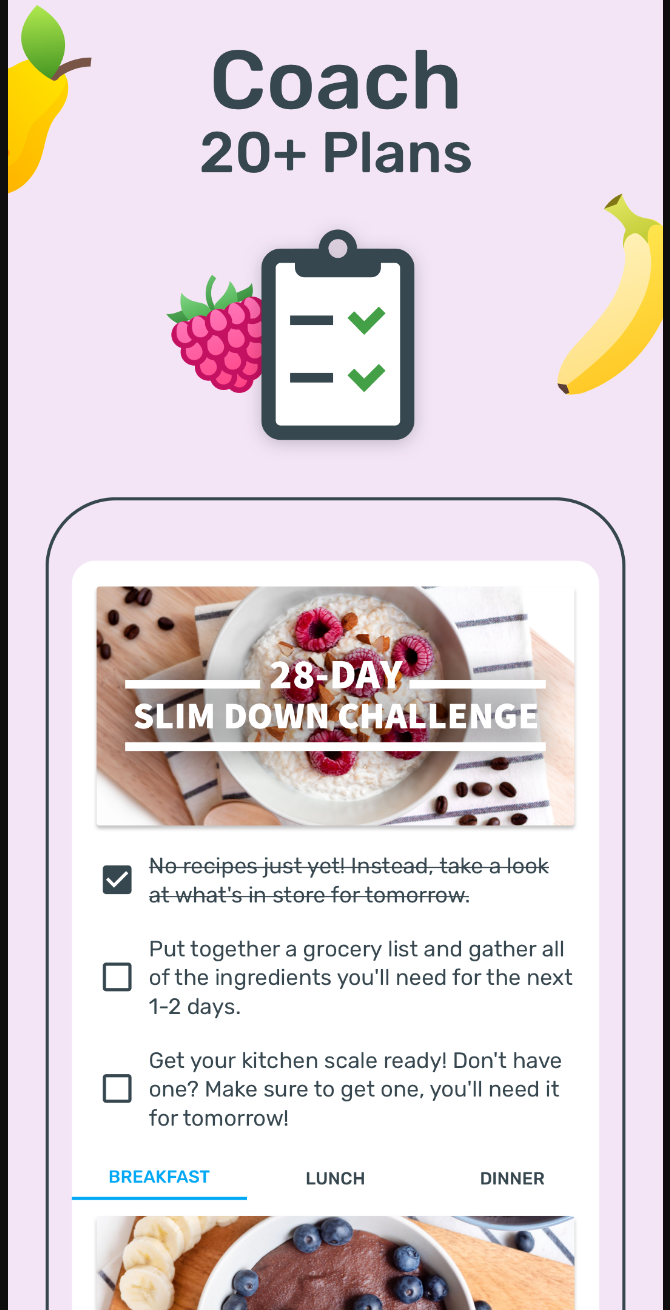 Coach
20+ Plans
28-DAY
SLIM DOWN CHALLENGE
No recipes just yet! Instead, take a look
at what's in store for tomorrow.
Put together a grocery list and gather all
of the ingredients you'll need for the next
1-2 days.
Get your kitchen scale ready! Don't have
one? Make sure to get one, you'll need it
for tomorrow!
BREAKFAST LUNCH DINNER